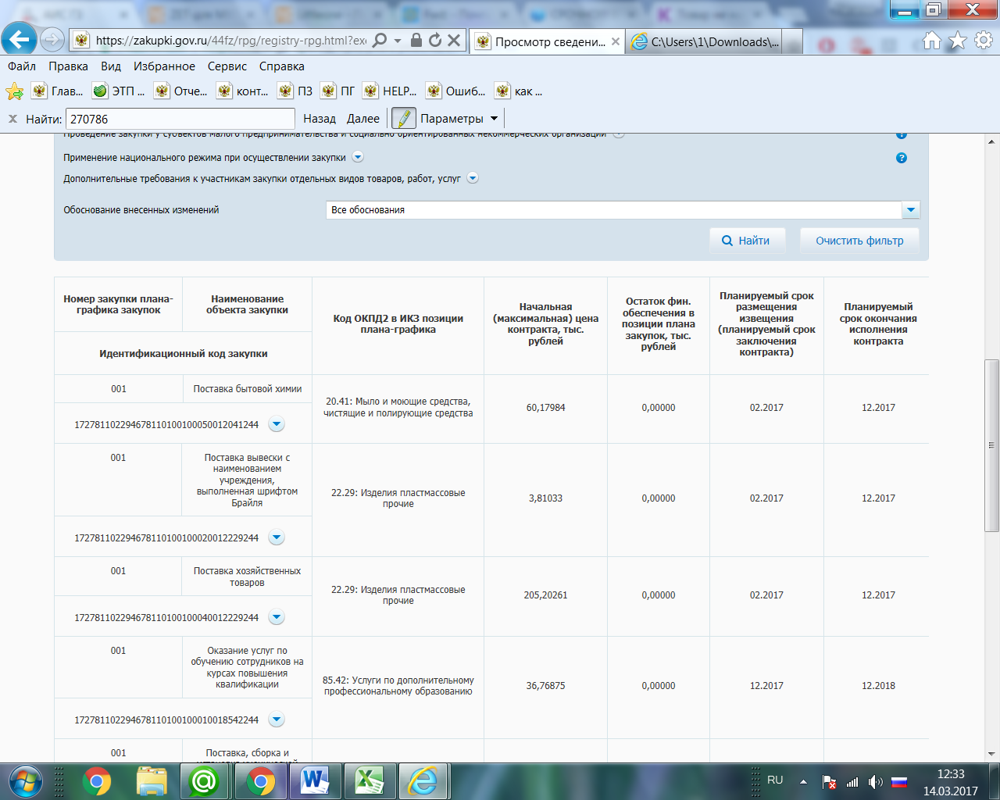 https://zakupki.gov.ru/44fz/rpg/registry-rpg.html?exe
Просмотр сведени...
C:\Users\1\Downloads\...
Файл Правка Вид Избранное Сервис Справка
Глав... ЭТП ... Отче... конт... ПЗ ПГ HELP... Ошиб... как ...
x Найти: 270786 Назад Далее Параметры
Проведение закупки у субъектов малого предпринимательства и социально ориентированных некоммерческих организаций
Применение национального режима при осуществлении закупки
Дополнительные требования к участникам закупки отдельных видов товаров, работ, услуг
Обоснование внесенных изменений Все обоснования
Найти Очистить фильтр
Номер закупки плана-
графика закупок
Наименование
объекта закупки
Идентификационный код закупки
Код ОКПД2 в ИКЗ позиции
плана-графика
Начальная
(максимальная) цена
контракта, тыс.
рублей
Остаток фин.
обеспечения в
позиции плана
закупок, тыс.
рублей
Планируемый срок
размещения
извещения
(планируемый срок
заключения
контракта)
Планируемый
срок окончания
исполнения
контракта
001
Поставка бытовой химии
172781102294678110100100050012041244
20.41: Мыло и моющие средства,
чистящие и полирующие средства
60,17984
0,00000
02.2017
12.2017
001
Поставка вывески с
наименованием
учреждения,
выполненная шрифтом
Брайля
172781102294678110100100020012229244
22.29: Изделия пластмассовые
прочие
3,81033
0,00000
02.2017
12.2017
001
Поставка хозяйственных
товаров
172781102294678110100100040012229244
22.29: Изделия пластмассовые
прочие
205,20261
0,00000
02.2017
12.2017
001
Оказание услуг по
обучению сотрудников на
курсах повышения
квалификации
172781102294678110100100010018542244
85.42: Услуги по дополнительному
профессиональному образованию
36,76875
0,00000
12.2017
12.2018
001
Поставка, сборка и
RU
12:33
14.03.2017